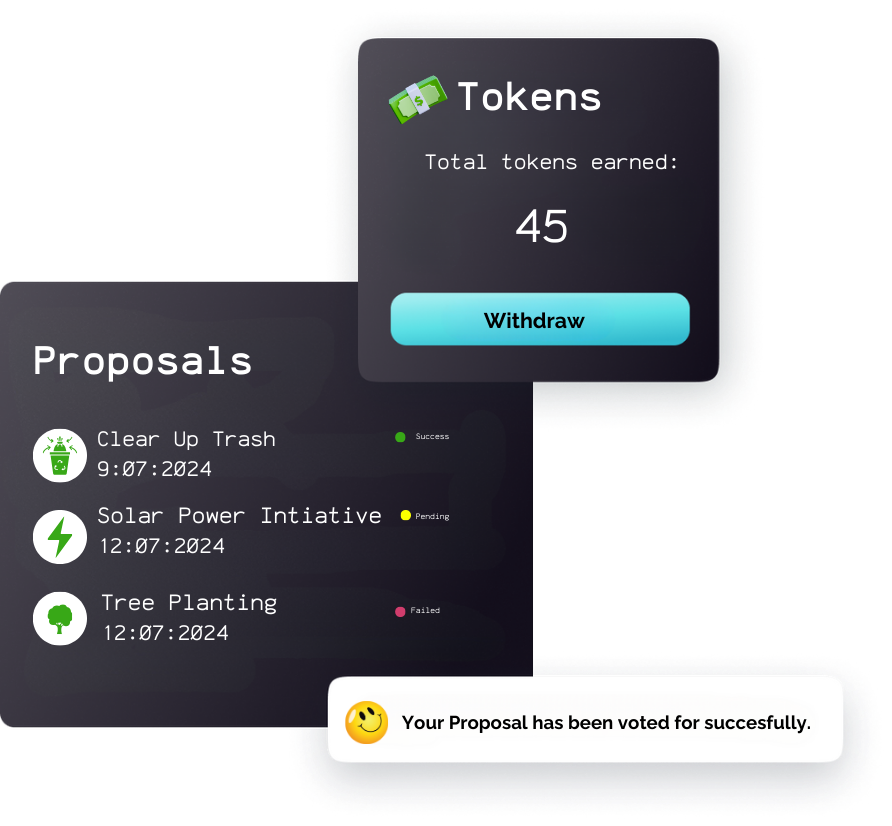 Tokens
Total tokens earned:
45
Withdraw
Proposals
Clear Up Trash
9:07:2024
Success
Solar Power Intiative
12:07:2024
Pending
Tree Planting
12:07:2024
Failed
Your Proposal has been voted for succesfully.